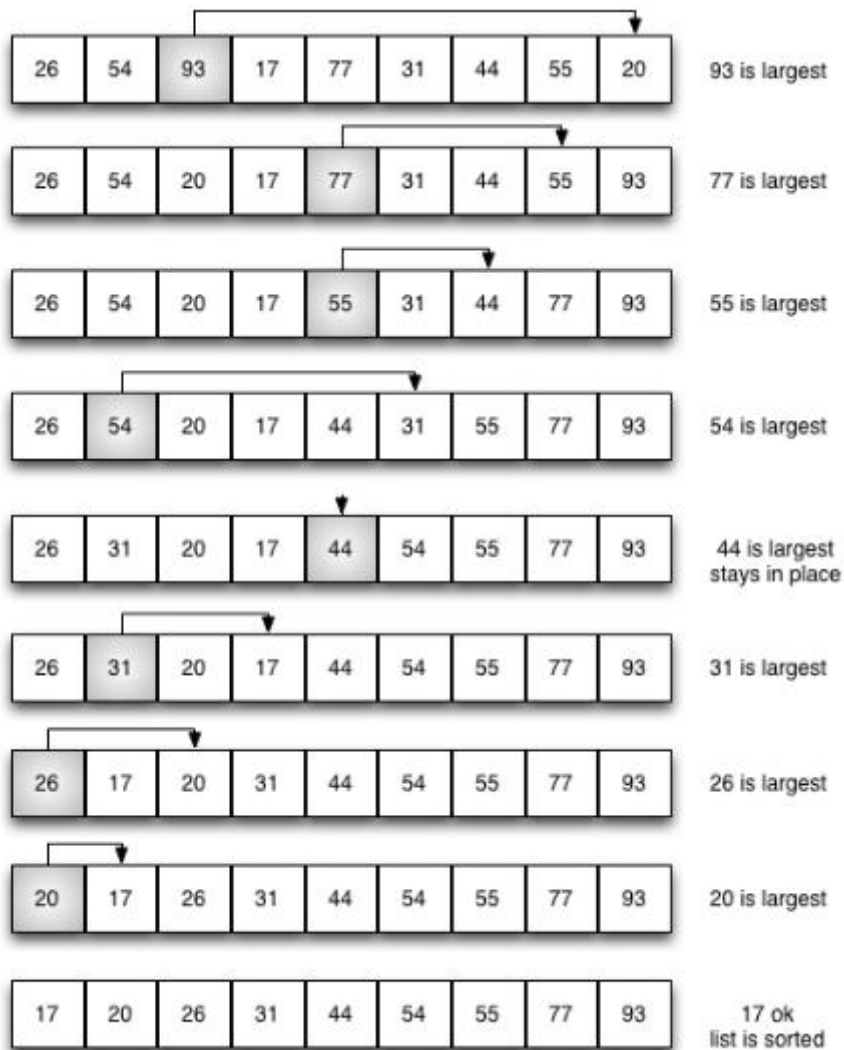 26 54 93 17 77 31 44 55 20 93 is largest
26 54 20 17 77 31 44 55 93 77 is largest
26 54 20 17 55 31 44 77 93 55 is largest
26 54 20 17 44 31 55 77 93 54 is largest
26 31 20 17 44 54 55 77 93 44 is largest
stays in place
26 31 20 17 44 54 55 77 93 31 is largest
26 17 20 31 44 54 55 77 93 26 is largest
20 17 26 31 44 54 55 77 93 20 is largest
17 20 26 31 44 54 55 77 93 17 ok
list is sorted